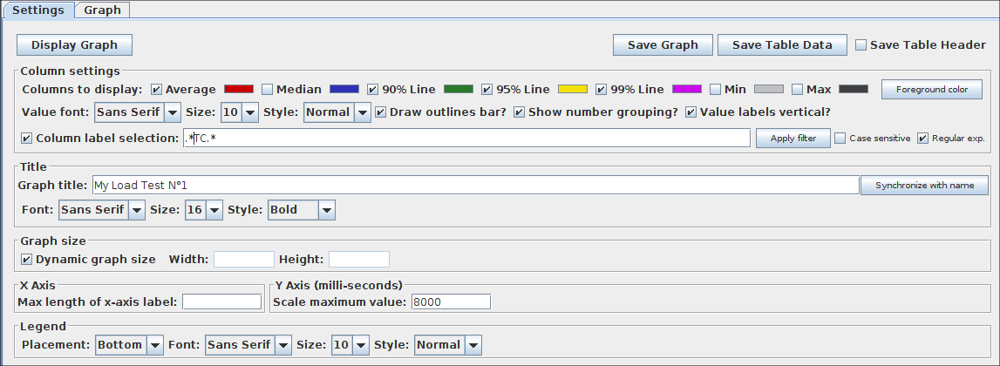 Settings Graph
Display Graph Save Graph Save Table Data Save Table Header
Column settings
Columns to display: Average Median 90% Line 95% Line 99% Line Min Max Foreground color
Value font: Sans Serif Size: 10 Style: Normal Draw outlines bar? Show number grouping? Value labels vertical?
Column label selection: .*TC.* Apply filter Case sensitive Regular exp.
Title
Graph title: My Load Test N°1 Synchronize with name
Font: Sans Serif Size: 16 Style: Bold
Graph size
Dynamic graph size Width: Height:
X Axis Y Axis (milli-seconds)
Max length of x-axis label: Scale maximum value: 8000
Legend
Placement: Bottom Font: Sans Serif Size: 10 Style: Normal